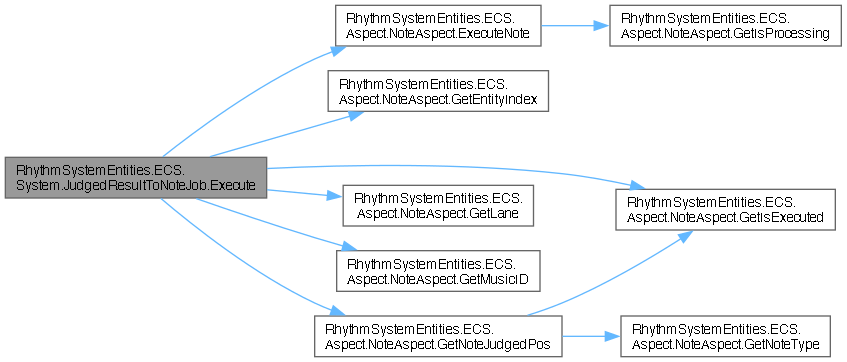 RhythmSystemEntities.ECS.
Aspect.NoteAspect.ExecuteNote
RhythmSystemEntities.ECS.
Aspect.NoteAspect.GetIsProcessing
RhythmSystemEntities.ECS.
Aspect.NoteAspect.GetEntityIndex
RhythmSystemEntities.ECS.
System.JudgedResultToNoteJob.Execute
RhythmSystemEntities.ECS.
Aspect.NoteAspect.GetLane
RhythmSystemEntities.ECS.
Aspect.NoteAspect.GetIsExecuted
RhythmSystemEntities.ECS.
Aspect.NoteAspect.GetMusicID
RhythmSystemEntities.ECS.
Aspect.NoteAspect.GetNoteJudgedPos
RhythmSystemEntities.ECS.
Aspect.NoteAspect.GetNoteType